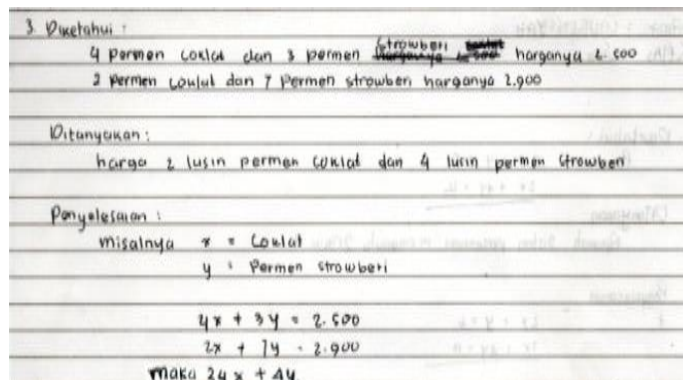 3. Diketahui :
4 permen coklat dan 3 permen strowberi harganya 2.500
2 permen coklat dan 7 permen strowberi harganya 2.900
Ditanyakan :
harga 2 lusin permen coklat dan 4 lusin permen strowberi
Penyelesaian :
misalnya x = Coklat
y : Permen strowberi
4x + 3y = 2.500
2x + 7y = 2.900
maka 24x + 4y